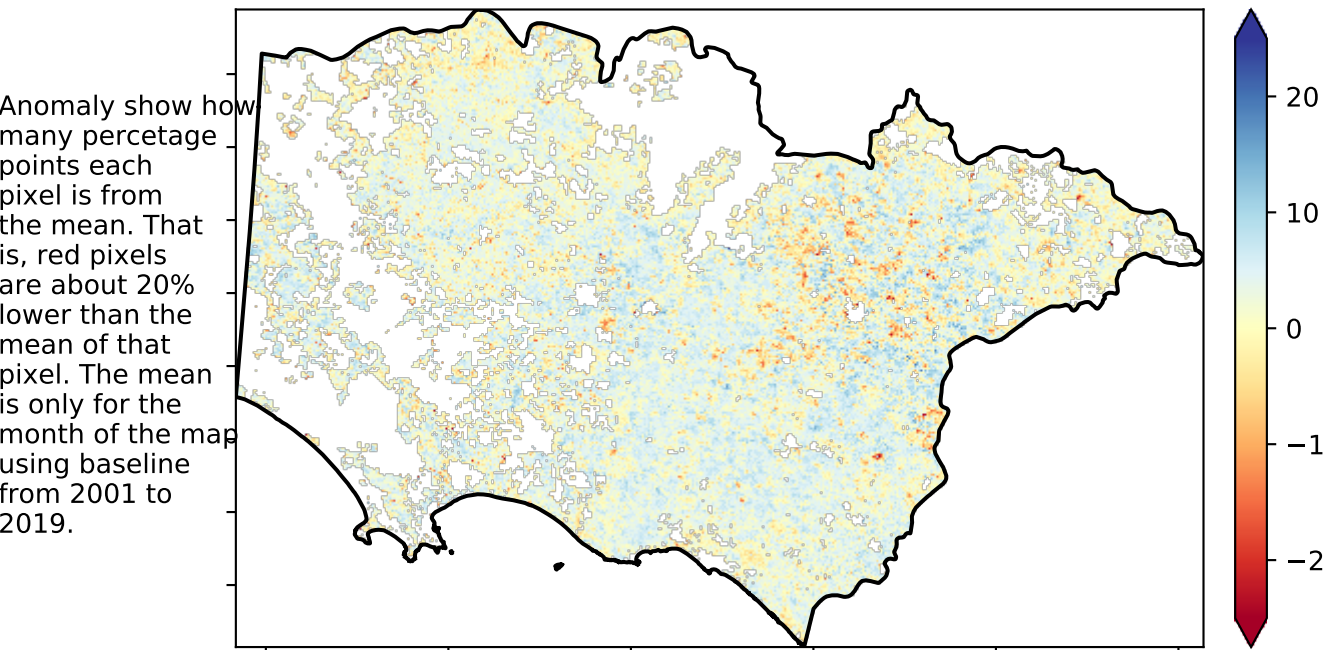 Anomaly show how
many percetage
points each
pixel is from
the mean. That
is, red pixels
are about 20%
lower than the
mean of that
pixel. The mean
is only for the
month of the map
using baseline
from 2001 to
2019.
20
10
0
−1
−2